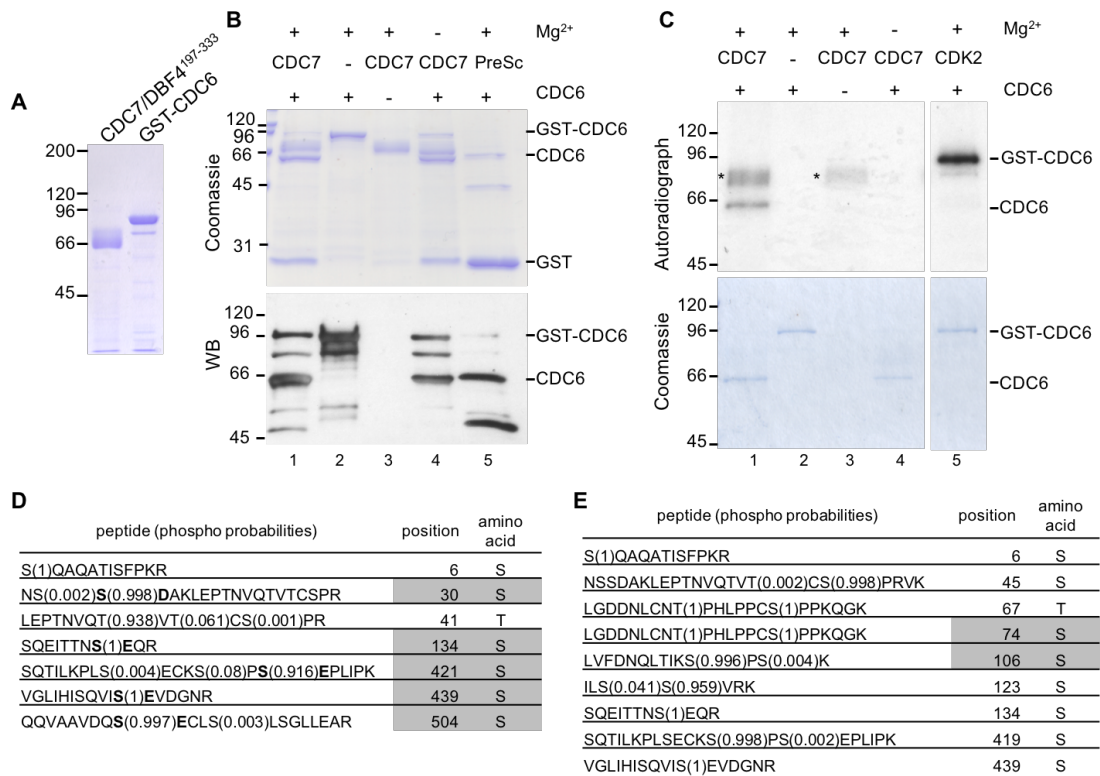 A
CDC7/DBF4197-333
GST-CDC6
200
120
96
66
45
B
+ + + - + Mg2+
CDC7 - CDC7 CDC7 PreSc
+ + - + + CDC6
Coomassie
120
96
66
45
31
GST-CDC6
CDC6
GST
WB
120
96
66
45
GST-CDC6
CDC6
1 2 3 4 5
C
+ + + - + Mg2+
CDC7 - CDC7 CDC7 CDK2
+ + - + + CDC6
Autoradiograph
120
96
66
45
* *
GST-CDC6
CDC6
Coomassie
120
96
66
45
GST-CDC6
CDC6
1 2 3 4 5
D
peptide (phospho probabilities) position amino acid
S(1)QAQATISFPKR 6 S
NS(0.002)S(0.998)DAKLEPTNVQTVTCSPR 30 S
LEPTNVQT(0.938)VT(0.061)CS(0.001)PR 41 T
SQEITTNS(1)EQR 134 S
SQTILKPLS(0.004)ECKS(0.08)PS(0.916)EPLIPK 421 S
VGLIHISQVIS(1)EVDGNR 439 S
QQVAAVDQS(0.997)ECLS(0.003)LSGLLEAR 504 S
E
peptide (phospho probabilities) position amino acid
S(1)QAQATISFPKR 6 S
NSSDAKLEPTNVQTVT(0.002)CS(0.998)PRVK 45 S
LGDDNLCNT(1)PHLPPCS(1)PPKQGK 67 T
LGDDNLCNT(1)PHLPPCS(1)PPKQGK 74 S
LVFDNQLTIKS(0.996)PS(0.004)K 106 S
ILS(0.041)S(0.959)VRK 123 S
SQEITTNS(1)EQR 134 S
SQTILKPLSECKS(0.998)PS(0.002)EPLIPK 419 S
VGLIHISQVIS(1)EVDGNR 439 S